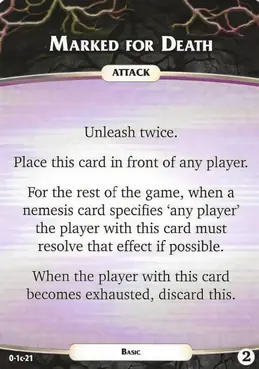 MARKED FOR DEATH
ATTACK
Unleash twice.
Place this card in front of any player.
For the rest of the game, when a
nemesis card specifies ‘any player’
the player with this card must
resolve that effect if possible.
When the player with this card
becomes exhausted, discard this.
0-1c-21
BASIC
2